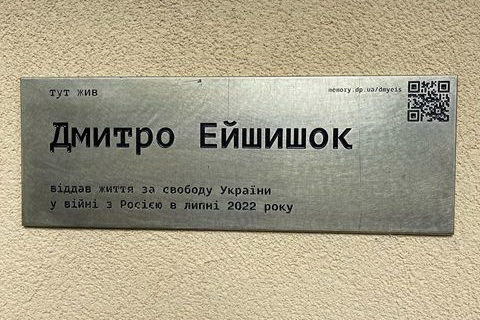 тут жив
memory.dp.ua/dmyeis
Дмитро Ейшишок
віддав життя за свободу України
у війні з Росією в липні 2022 року